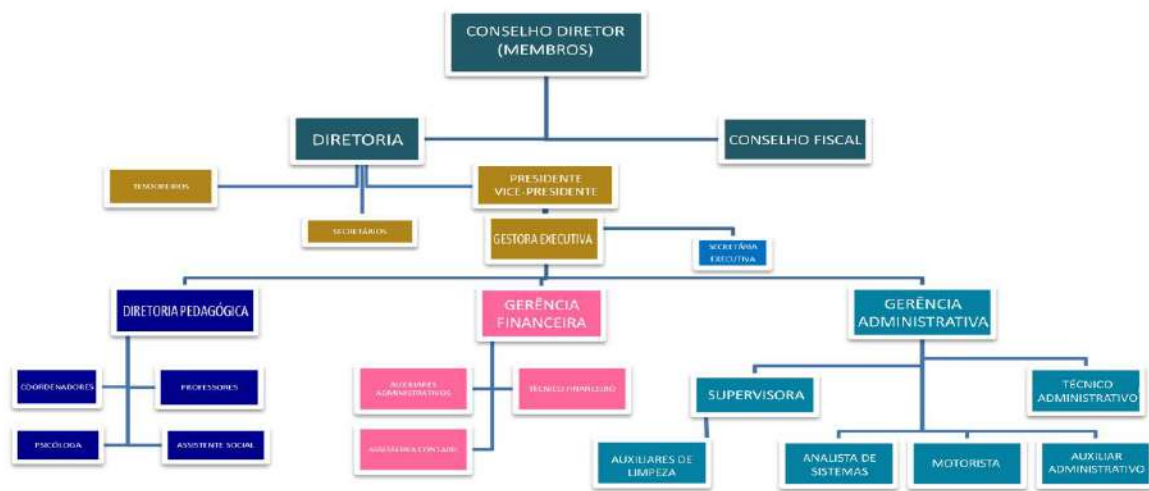 CONSELHO DIRETOR
(MEMBROS)
DIRETORIA
CONSELHO FISCAL
TESOUREIROS
PRESIDENTE
VICE-PRESIDENTE
SECRETÁRIOS
GESTORA EXECUTIVA
SECRETÁRIA
EXECUTIVA
DIRETORIA PEDAGÓGICA
GERÊNCIA
FINANCEIRA
GERÊNCIA
ADMINISTRATIVA
COORDENADORES
PROFESSORES
AUXILIARES
ADMINISTRATIVOS
TÉCNICO FINANCEIRO
SUPERVISORA
TÉCNICO
ADMINISTRATIVO
PSICÓLOGA
ASSISTENTE SOCIAL
AUXILIARES DE
LIMPEZA
ANALISTA DE
SISTEMAS
MOTORISTA
AUXILIAR
ADMINISTRATIVO